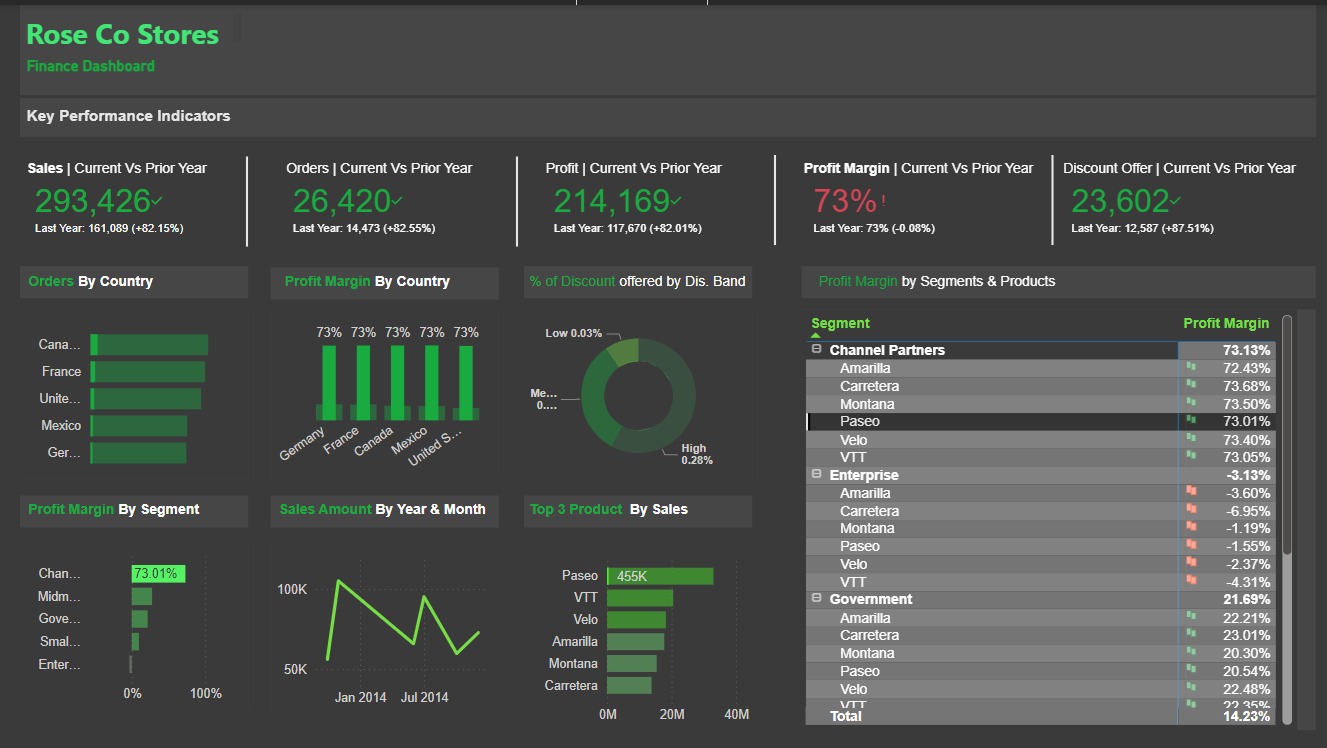 Rose Co Stores
Finance Dashboard
Key Performance Indicators
Sales | Current Vs Prior Year
293,426✓
Last Year: 161,089 (+82.15%)
Orders | Current Vs Prior Year
26,420✓
Last Year: 14,473 (+82.55%)
Profit | Current Vs Prior Year
214,169✓
Last Year: 117,670 (+82.01%)
Profit Margin | Current Vs Prior Year
73%!
Last Year: 73% (-0.08%)
Discount Offer | Current Vs Prior Year
23,602✓
Last Year: 12,587 (+87.51%)
Orders By Country
Cana...
France
Unite...
Mexico
Ger...
Profit Margin By Country
73% 73% 73% 73% 73%
Germany
France
Canada
Mexico
United S...
% of Discount offered by Dis. Band
Low 0.03%
Me...
0....
High
0.28%
Profit Margin By Segment
Chan...
73.01%
Midm...
Gove...
Smal...
Enter...
0% 100%
Sales Amount By Year & Month
100K
50K
Jan 2014 Jul 2014
Top 3 Product By Sales
Paseo 455K
VTT
Velo
Amarilla
Montana
Carretera
0M 20M 40M
Profit Margin by Segments & Products
Segment Profit Margin
Channel Partners 73.13%
Amarilla 72.43%
Carretera 73.68%
Montana 73.50%
Paseo 73.01%
Velo 73.40%
VTT 73.05%
Enterprise -3.13%
Amarilla -3.60%
Carretera -6.95%
Montana -1.19%
Paseo -1.55%
Velo -2.37%
VTT -4.31%
Government 21.69%
Amarilla 22.21%
Carretera 23.01%
Montana 20.30%
Paseo 20.54%
Velo 22.48%
VTT 22.35%
Total 14.23%